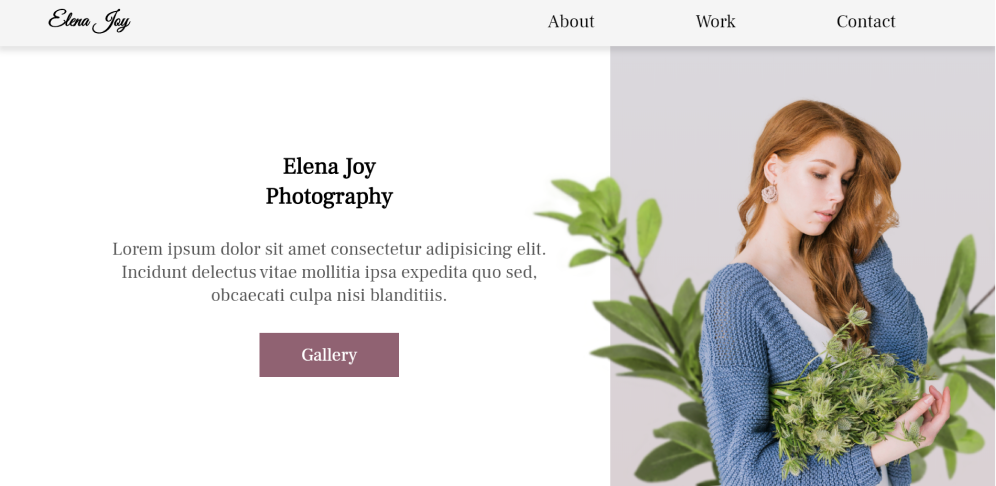 Elena Joy
About
Work
Contact
Elena Joy
Photography
Lorem ipsum dolor sit amet consectetur adipisicing elit.
Incidunt delectus vitae mollitia ipsa expedita quo sed,
obcaecati culpa nisi blanditiis.
Gallery